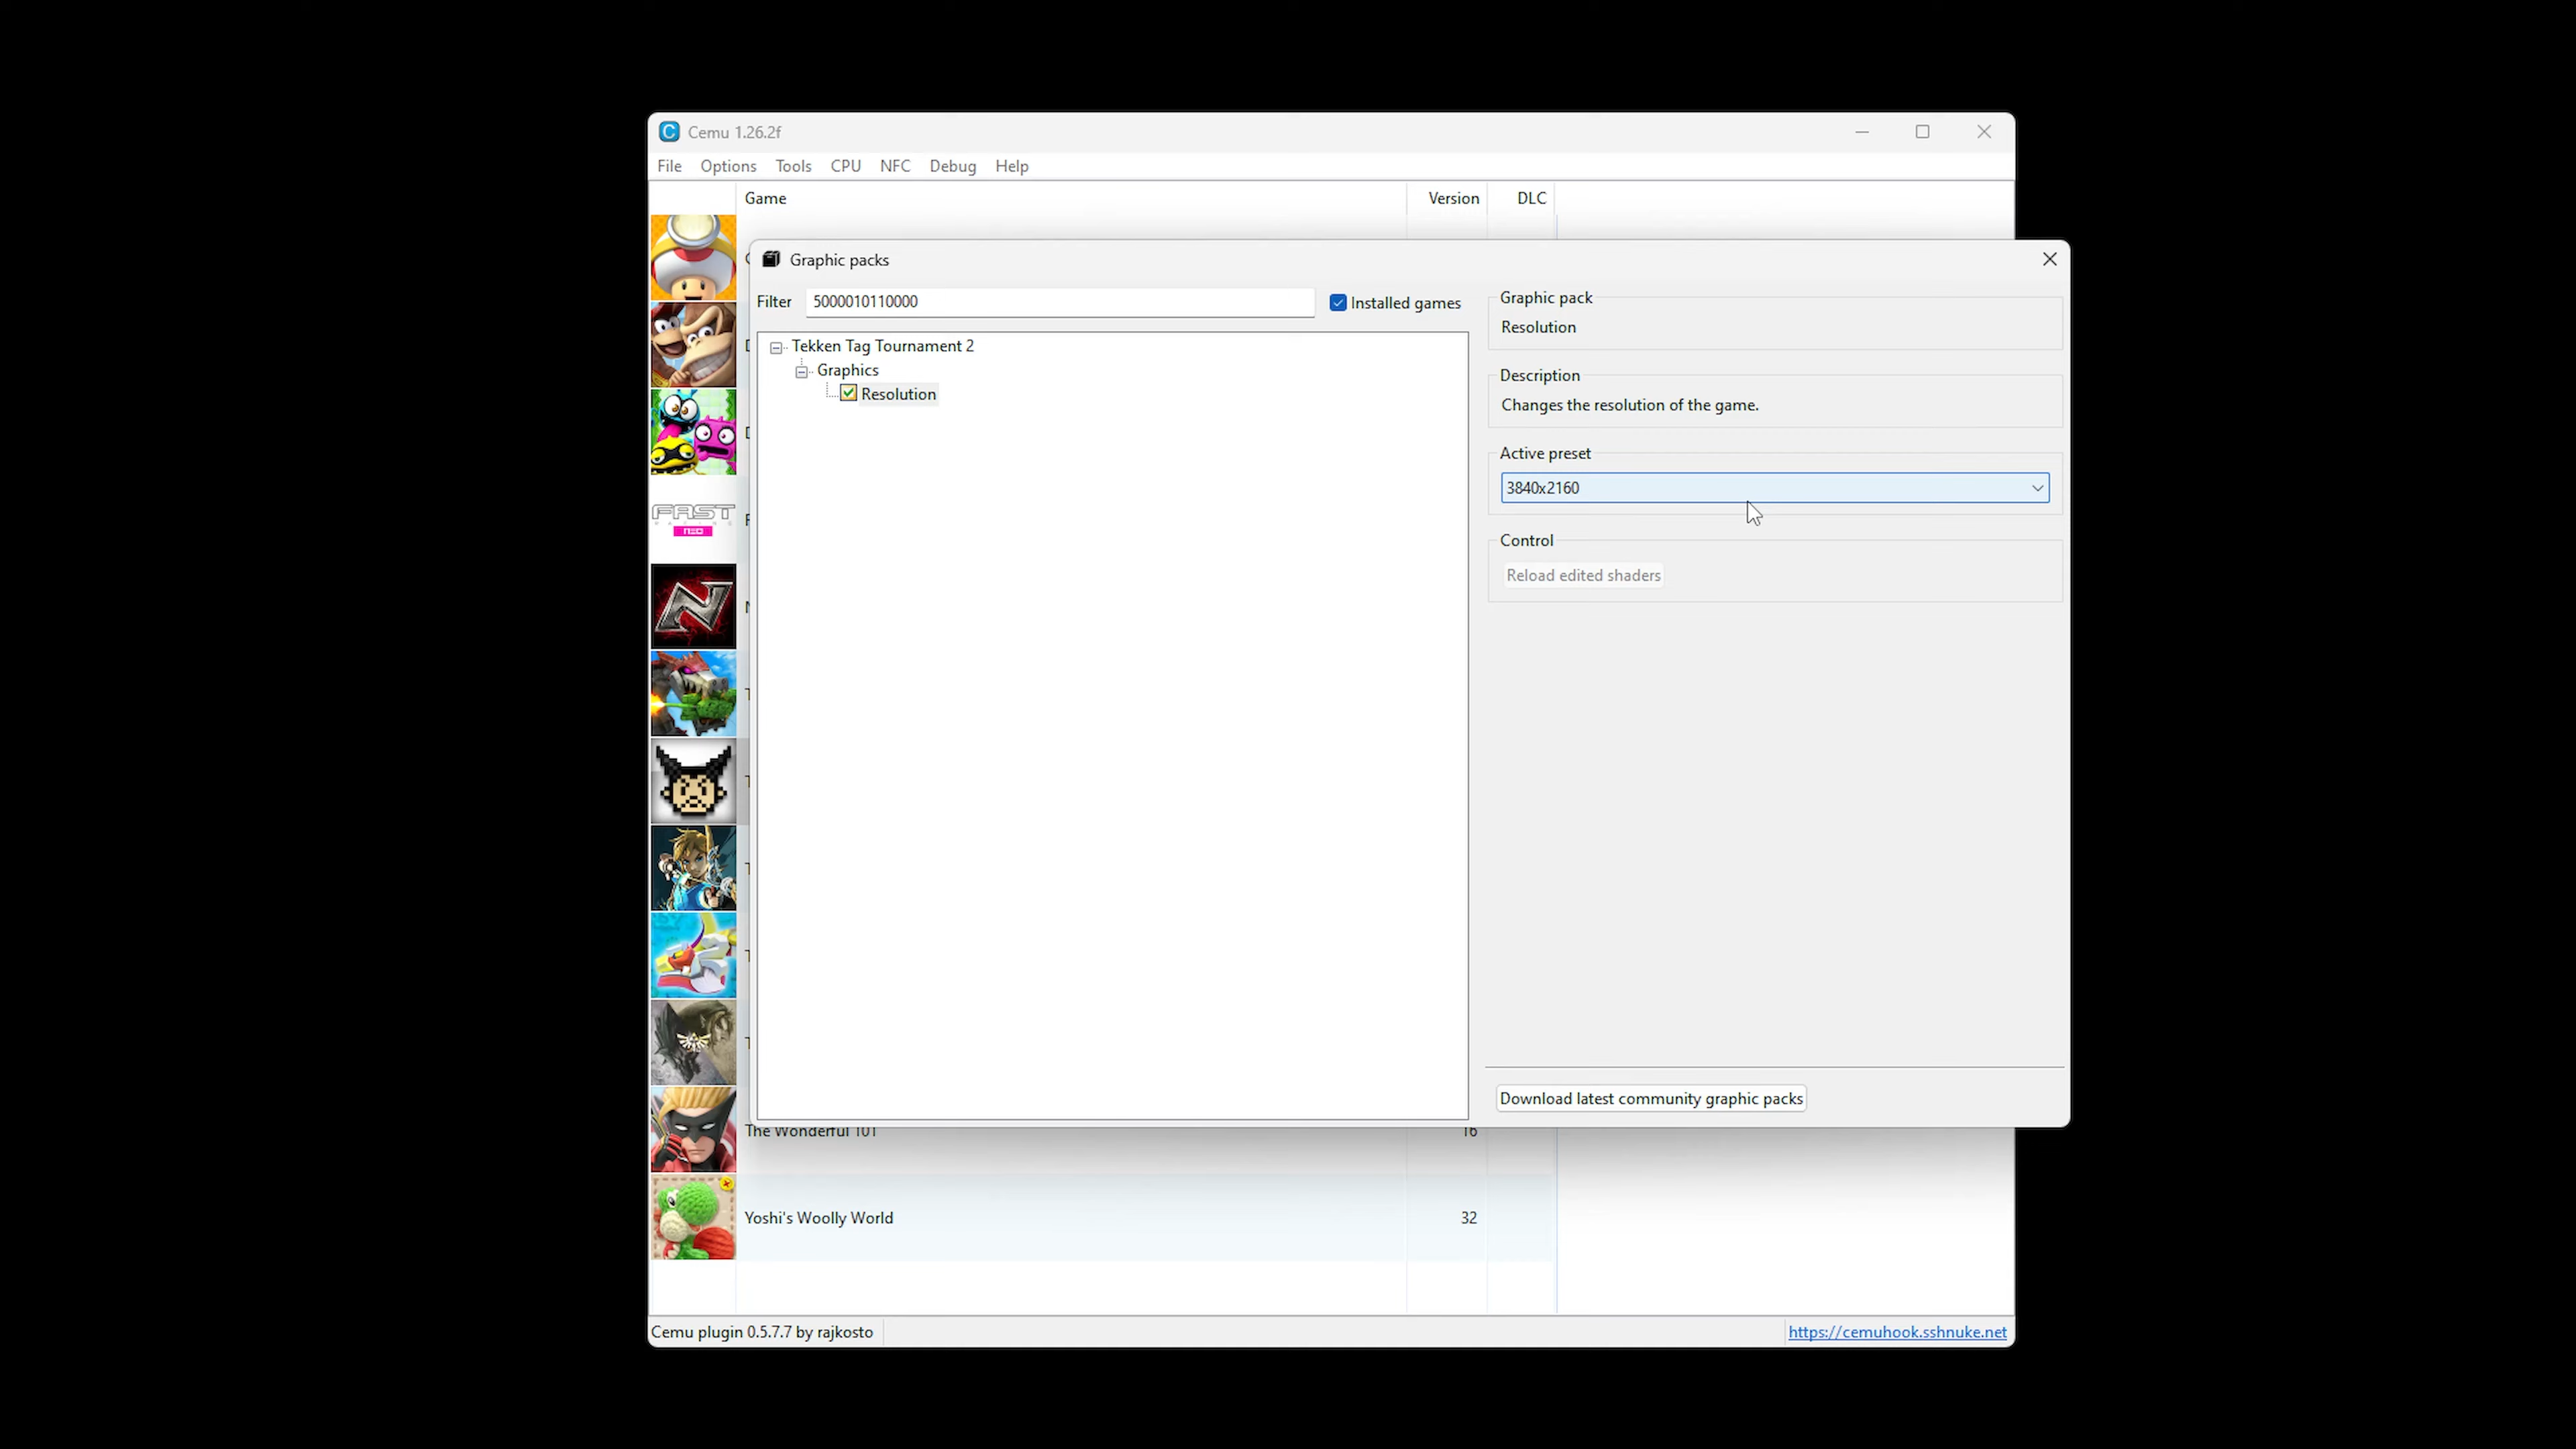 Cemu 1.26.2f
File Options Tools CPU NFC Debug Help
Game Version DLC
Graphic packs
Filter 5000010110000 Installed games
Tekken Tag Tournament 2
Graphics
Resolution
Graphic pack
Resolution
Description
Changes the resolution of the game.
Active preset
3840x2160
Control
Reload edited shaders
Download latest community graphic packs
FAST
NEO
The Wonderful 101 16
Yoshi's Woolly World 32
Cemu plugin 0.5.7.7 by rajkosto
https://cemuhook.sshnuke.net